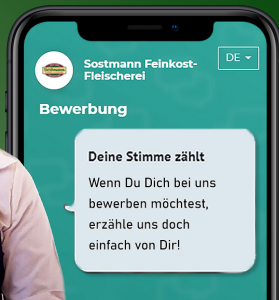 DE
Sostmann Feinkost-
Fleischerei
Bewerbung
Deine Stimme zählt
Wenn Du Dich bei uns
bewerben möchtest,
erzähle uns doch
einfach von Dir!